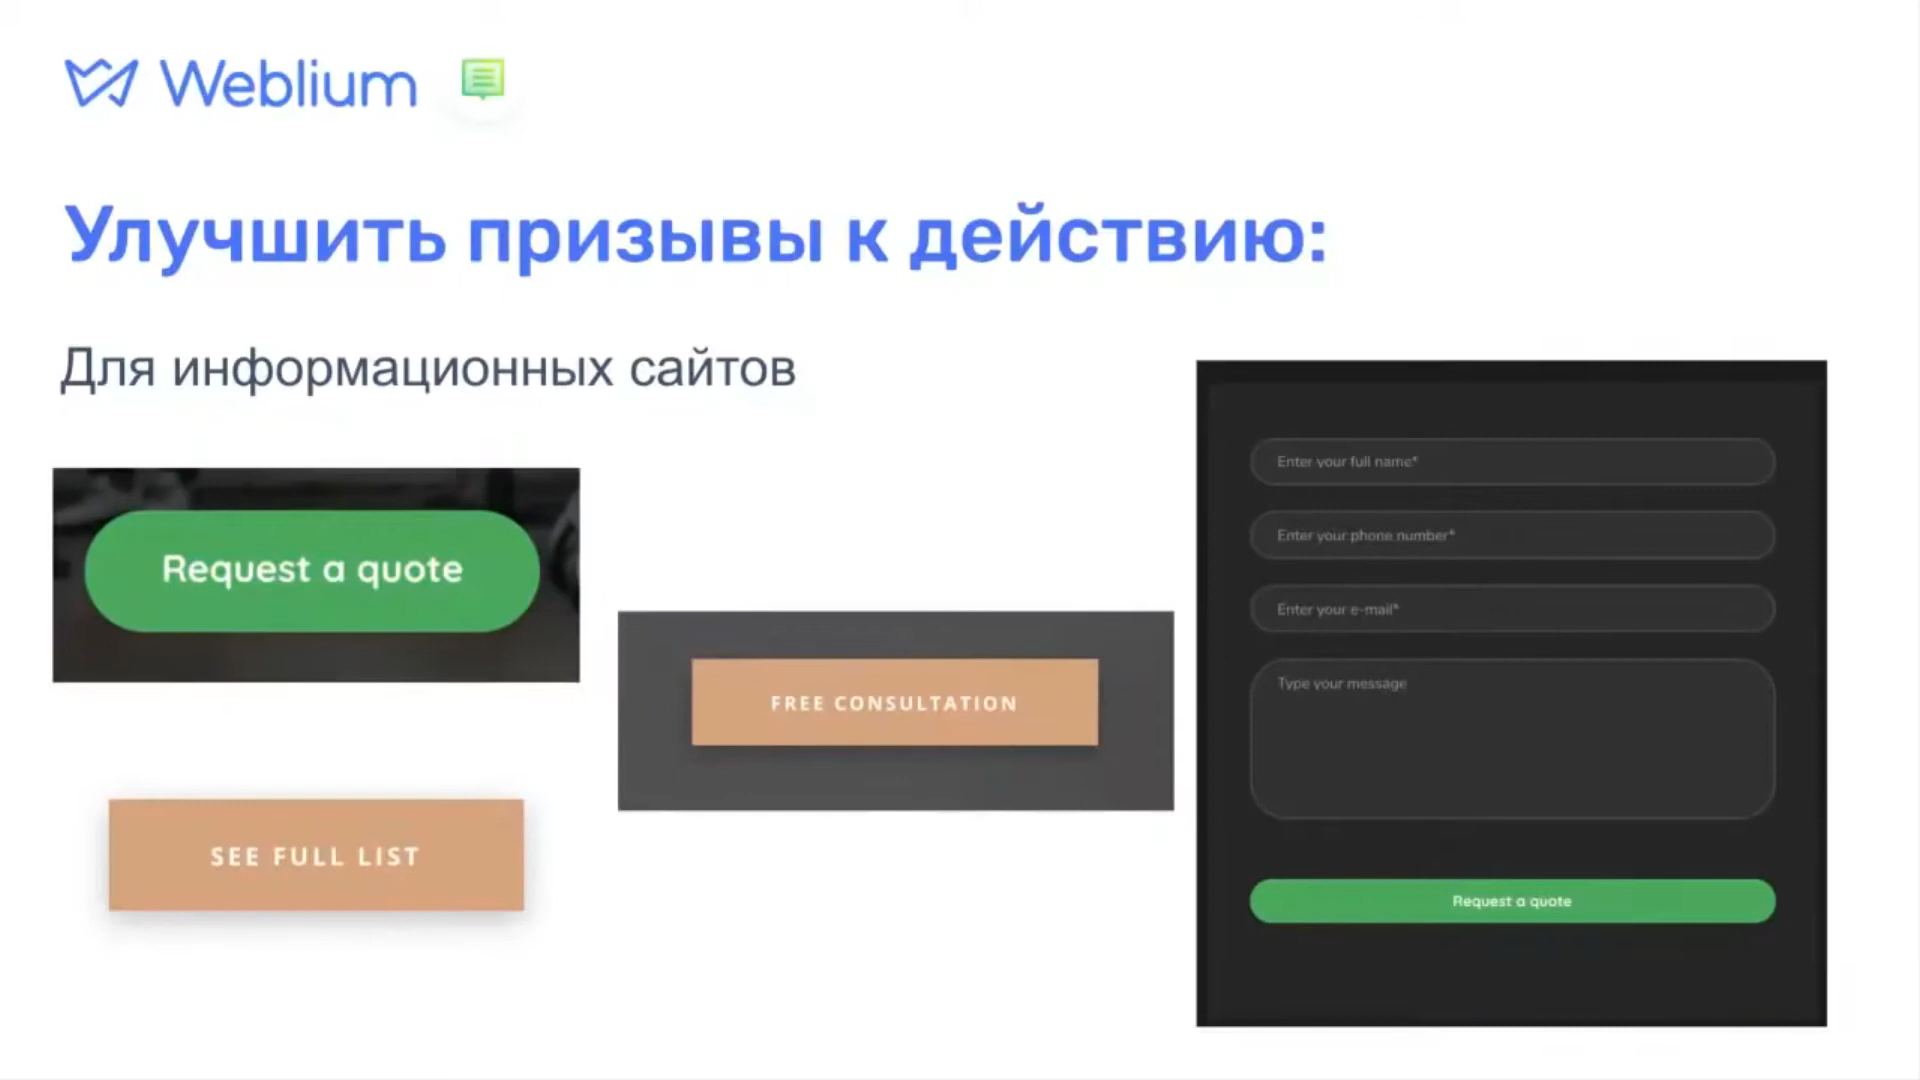 Weblium
Улучшить призывы к действию:
Для информационных сайтов
Request a quote
SEE FULL LIST
FREE CONSULTATION
Enter your full name*
Enter your phone number*
Enter your e-mail*
Type your message
Request a quote